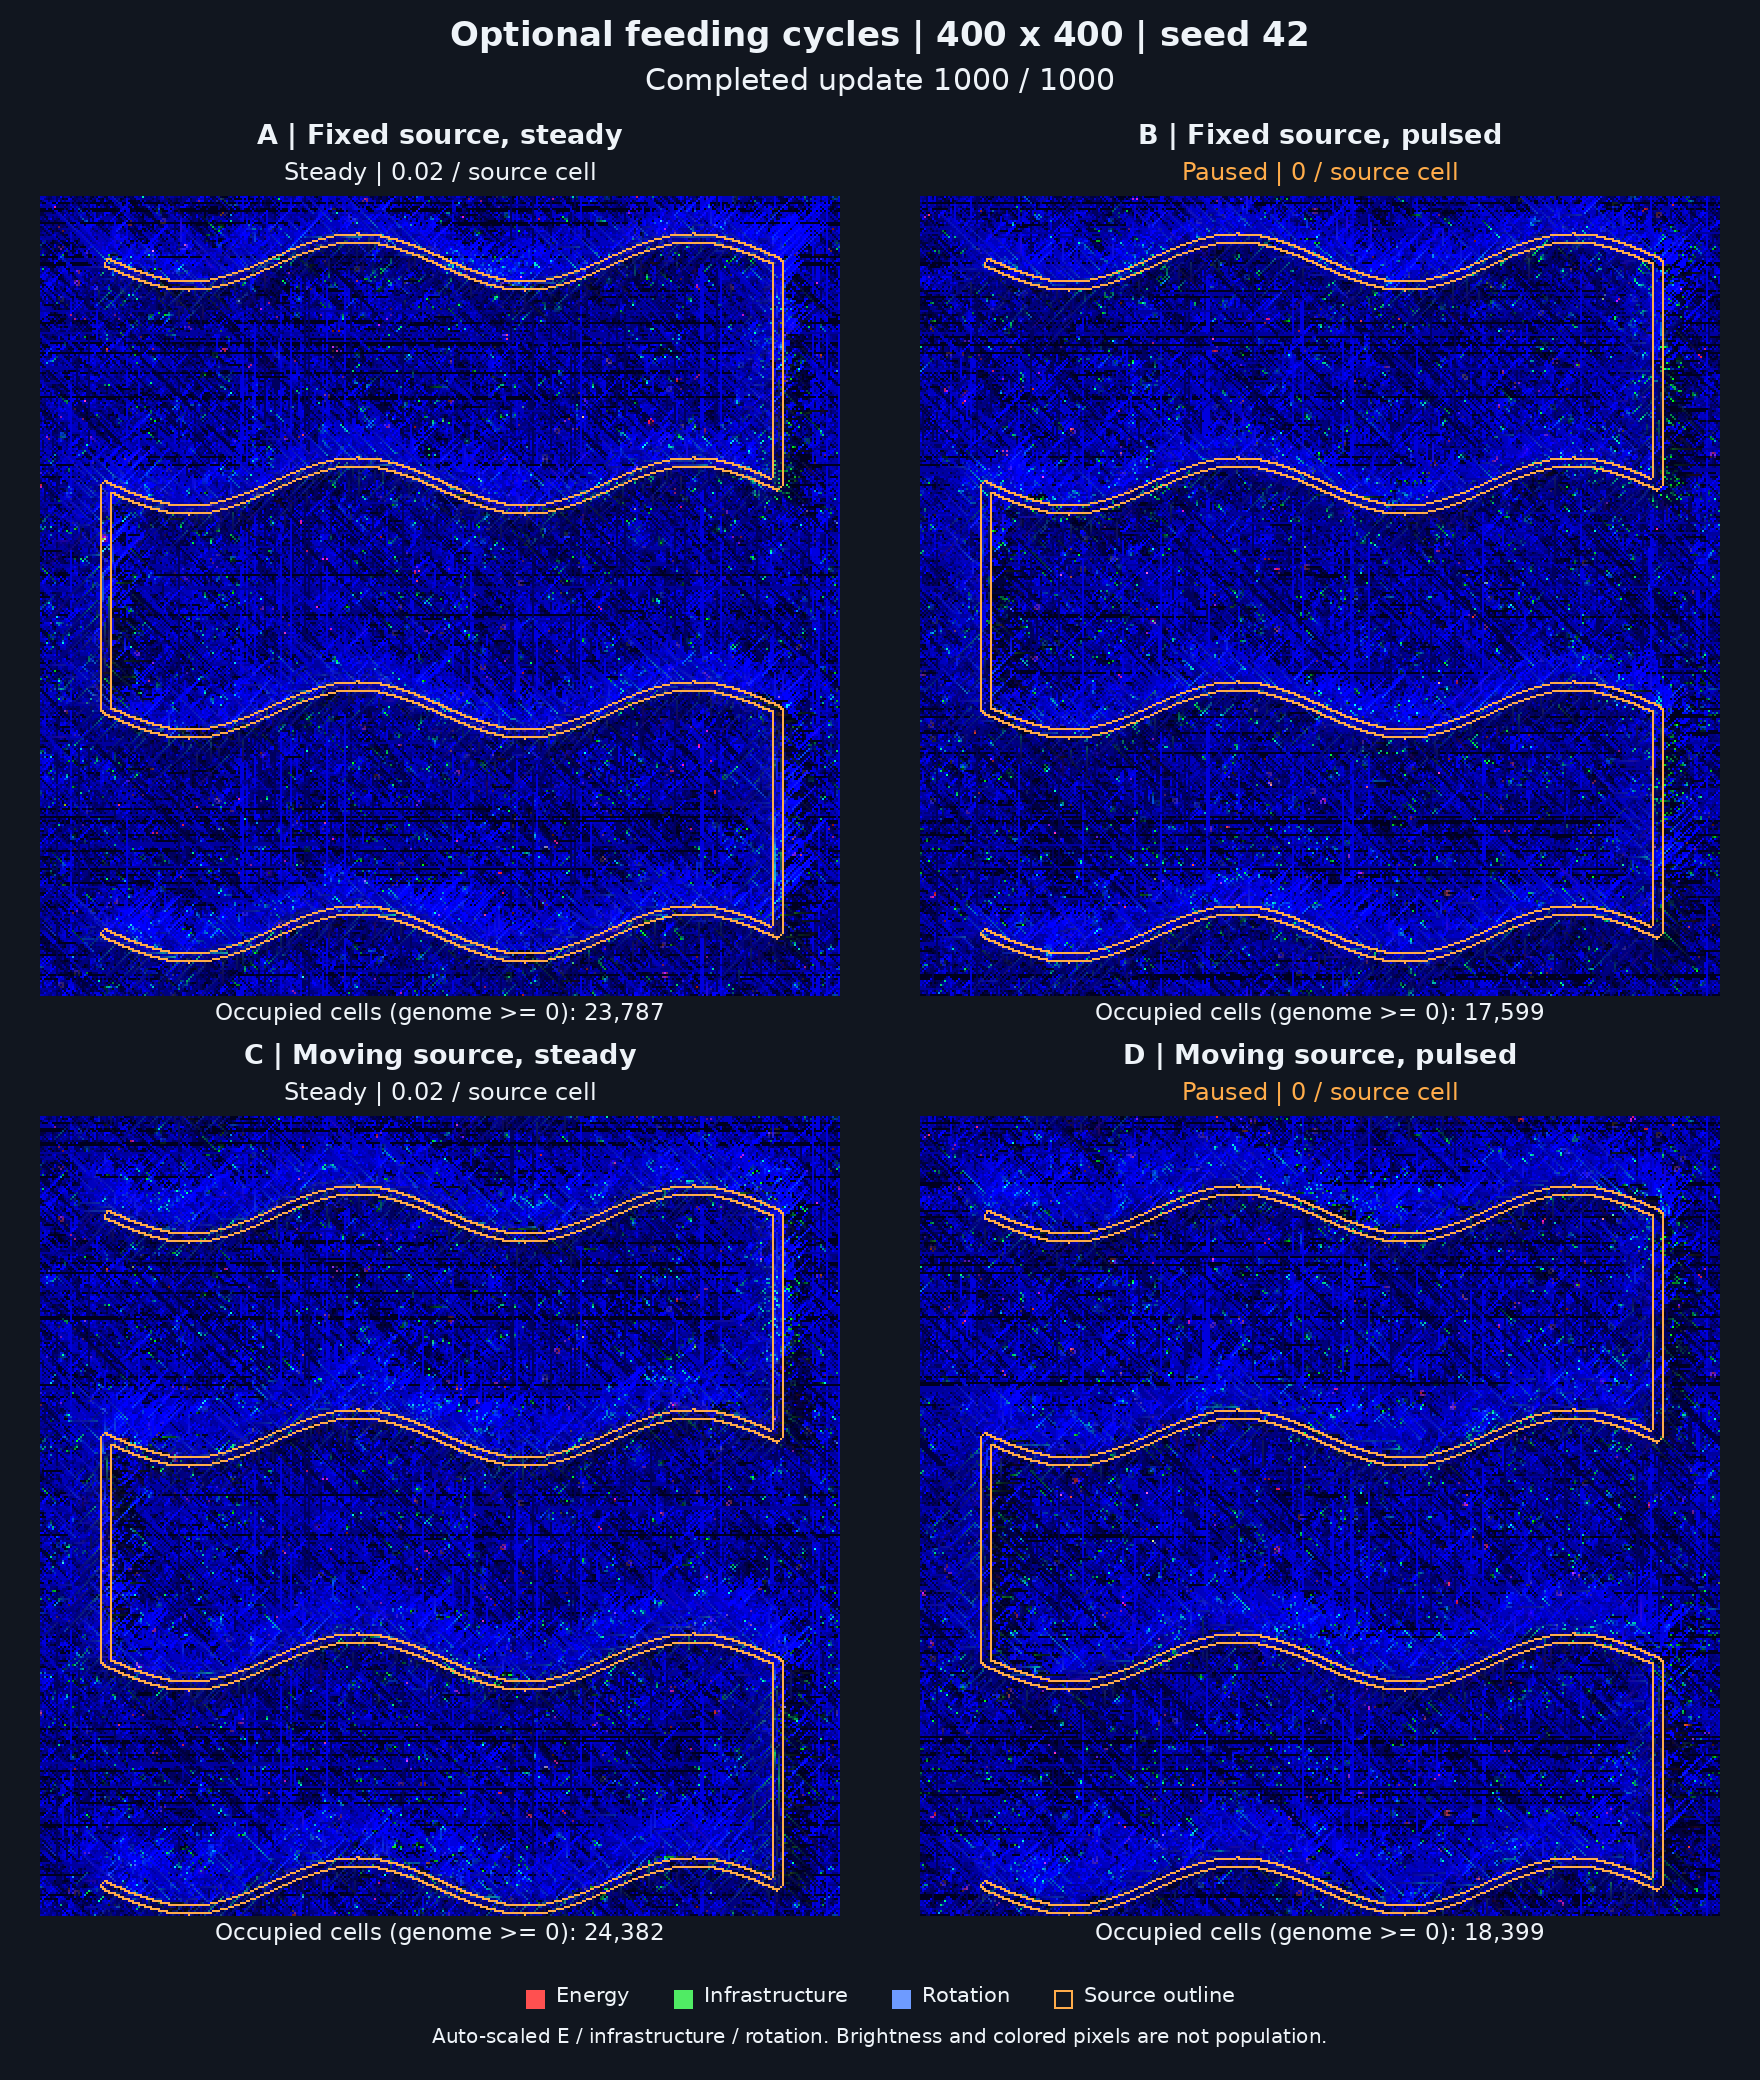 Optional feeding cycles | 400 x 400 | seed 42
Completed update 1000 / 1000
A | Fixed source, steady
Steady | 0.02 / source cell
B | Fixed source, pulsed
Paused | 0 / source cell
Occupied cells (genome >= 0): 23,787
Occupied cells (genome >= 0): 17,599
C | Moving source, steady
Steady | 0.02 / source cell
D | Moving source, pulsed
Paused | 0 / source cell
Occupied cells (genome >= 0): 24,382
Occupied cells (genome >= 0): 18,399
Energy Infrastructure Rotation Source outline
Auto-scaled E / infrastructure / rotation. Brightness and colored pixels are not population.